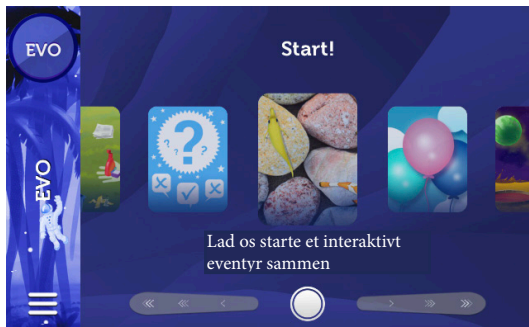 EVO
Start!
EVO
Lad os starte et interaktivt
eventyr sammen